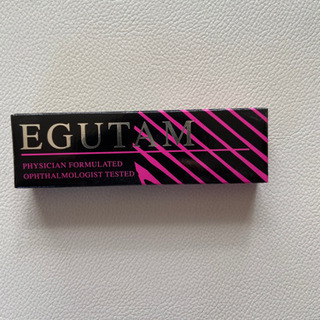 EGUTAM
PHYSICIAN FORMULATED
OPHTHALMOLOGIST TESTED